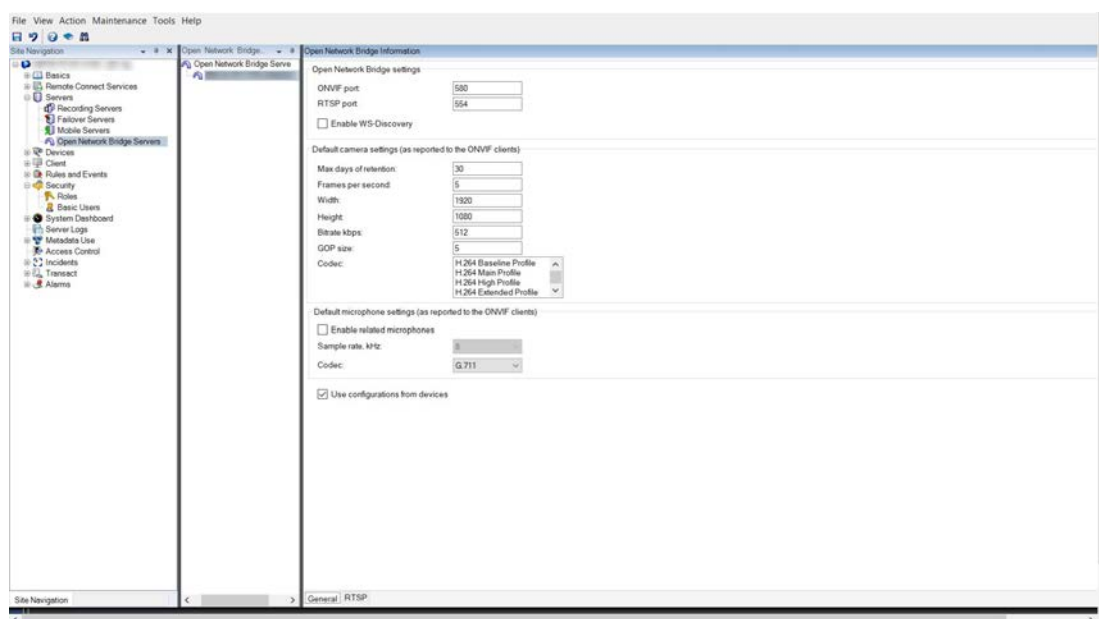 File View Action Maintenance Tools Help
Site Navigation
Basics
Remote Connect Services
Servers
Recording Servers
Failover Servers
Mobile Servers
Open Network Bridge Servers
Devices
Client
Rules and Events
Security
Roles
Basic Users
System Dashboard
Server Logs
Metadata Use
Access Control
Incidents
Transact
Alarms
Site Navigation
Open Network Bridge...
Open Network Bridge Serve
Open Network Bridge Information
Open Network Bridge settings
ONVIF port: 580
RTSP port: 554
Enable WS-Discovery
Default camera settings (as reported to the ONVIF clients)
Max days of retention: 30
Frames per second: 5
Width: 1920
Height: 1080
Bitrate kbps: 512
GOP size: 5
Codec: H.264 Baseline Profile
H.264 Main Profile
H.264 High Profile
H.264 Extended Profile
Default microphone settings (as reported to the ONVIF clients)
Enable related microphones
Sample rate, kHz: 8
Codec: G.711
Use configurations from devices
General RTSP